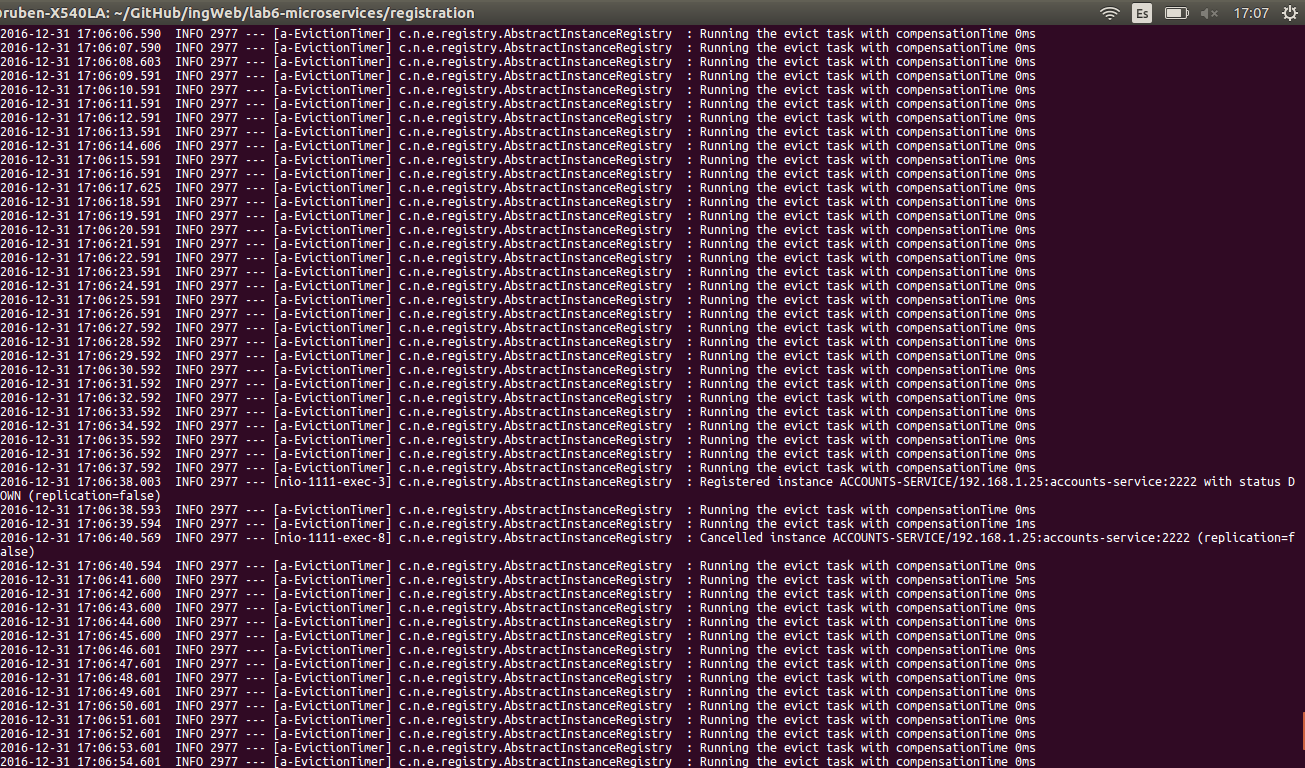 ruben-X540LA: ~/GitHub/ingWeb/lab6-microservices/registration
Es
17:07
2016-12-31 17:06:06.590  INFO 2977 --- [a-EvictionTimer] c.n.e.registry.AbstractInstanceRegistry  : Running the evict task with compensationTime 0ms
2016-12-31 17:06:07.590  INFO 2977 --- [a-EvictionTimer] c.n.e.registry.AbstractInstanceRegistry  : Running the evict task with compensationTime 0ms
2016-12-31 17:06:08.603  INFO 2977 --- [a-EvictionTimer] c.n.e.registry.AbstractInstanceRegistry  : Running the evict task with compensationTime 0ms
2016-12-31 17:06:09.591  INFO 2977 --- [a-EvictionTimer] c.n.e.registry.AbstractInstanceRegistry  : Running the evict task with compensationTime 0ms
2016-12-31 17:06:10.591  INFO 2977 --- [a-EvictionTimer] c.n.e.registry.AbstractInstanceRegistry  : Running the evict task with compensationTime 0ms
2016-12-31 17:06:11.591  INFO 2977 --- [a-EvictionTimer] c.n.e.registry.AbstractInstanceRegistry  : Running the evict task with compensationTime 0ms
2016-12-31 17:06:12.591  INFO 2977 --- [a-EvictionTimer] c.n.e.registry.AbstractInstanceRegistry  : Running the evict task with compensationTime 0ms
2016-12-31 17:06:13.591  INFO 2977 --- [a-EvictionTimer] c.n.e.registry.AbstractInstanceRegistry  : Running the evict task with compensationTime 0ms
2016-12-31 17:06:14.606  INFO 2977 --- [a-EvictionTimer] c.n.e.registry.AbstractInstanceRegistry  : Running the evict task with compensationTime 0ms
2016-12-31 17:06:15.591  INFO 2977 --- [a-EvictionTimer] c.n.e.registry.AbstractInstanceRegistry  : Running the evict task with compensationTime 0ms
2016-12-31 17:06:16.591  INFO 2977 --- [a-EvictionTimer] c.n.e.registry.AbstractInstanceRegistry  : Running the evict task with compensationTime 0ms
2016-12-31 17:06:17.625  INFO 2977 --- [a-EvictionTimer] c.n.e.registry.AbstractInstanceRegistry  : Running the evict task with compensationTime 0ms
2016-12-31 17:06:18.591  INFO 2977 --- [a-EvictionTimer] c.n.e.registry.AbstractInstanceRegistry  : Running the evict task with compensationTime 0ms
2016-12-31 17:06:19.591  INFO 2977 --- [a-EvictionTimer] c.n.e.registry.AbstractInstanceRegistry  : Running the evict task with compensationTime 0ms
2016-12-31 17:06:20.591  INFO 2977 --- [a-EvictionTimer] c.n.e.registry.AbstractInstanceRegistry  : Running the evict task with compensationTime 0ms
2016-12-31 17:06:21.591  INFO 2977 --- [a-EvictionTimer] c.n.e.registry.AbstractInstanceRegistry  : Running the evict task with compensationTime 0ms
2016-12-31 17:06:22.591  INFO 2977 --- [a-EvictionTimer] c.n.e.registry.AbstractInstanceRegistry  : Running the evict task with compensationTime 0ms
2016-12-31 17:06:23.591  INFO 2977 --- [a-EvictionTimer] c.n.e.registry.AbstractInstanceRegistry  : Running the evict task with compensationTime 0ms
2016-12-31 17:06:24.591  INFO 2977 --- [a-EvictionTimer] c.n.e.registry.AbstractInstanceRegistry  : Running the evict task with compensationTime 0ms
2016-12-31 17:06:25.591  INFO 2977 --- [a-EvictionTimer] c.n.e.registry.AbstractInstanceRegistry  : Running the evict task with compensationTime 0ms
2016-12-31 17:06:26.591  INFO 2977 --- [a-EvictionTimer] c.n.e.registry.AbstractInstanceRegistry  : Running the evict task with compensationTime 0ms
2016-12-31 17:06:27.592  INFO 2977 --- [a-EvictionTimer] c.n.e.registry.AbstractInstanceRegistry  : Running the evict task with compensationTime 0ms
2016-12-31 17:06:28.592  INFO 2977 --- [a-EvictionTimer] c.n.e.registry.AbstractInstanceRegistry  : Running the evict task with compensationTime 0ms
2016-12-31 17:06:29.592  INFO 2977 --- [a-EvictionTimer] c.n.e.registry.AbstractInstanceRegistry  : Running the evict task with compensationTime 0ms
2016-12-31 17:06:30.592  INFO 2977 --- [a-EvictionTimer] c.n.e.registry.AbstractInstanceRegistry  : Running the evict task with compensationTime 0ms
2016-12-31 17:06:31.592  INFO 2977 --- [a-EvictionTimer] c.n.e.registry.AbstractInstanceRegistry  : Running the evict task with compensationTime 0ms
2016-12-31 17:06:32.592  INFO 2977 --- [a-EvictionTimer] c.n.e.registry.AbstractInstanceRegistry  : Running the evict task with compensationTime 0ms
2016-12-31 17:06:33.592  INFO 2977 --- [a-EvictionTimer] c.n.e.registry.AbstractInstanceRegistry  : Running the evict task with compensationTime 0ms
2016-12-31 17:06:34.592  INFO 2977 --- [a-EvictionTimer] c.n.e.registry.AbstractInstanceRegistry  : Running the evict task with compensationTime 0ms
2016-12-31 17:06:35.592  INFO 2977 --- [a-EvictionTimer] c.n.e.registry.AbstractInstanceRegistry  : Running the evict task with compensationTime 0ms
2016-12-31 17:06:36.592  INFO 2977 --- [a-EvictionTimer] c.n.e.registry.AbstractInstanceRegistry  : Running the evict task with compensationTime 0ms
2016-12-31 17:06:37.592  INFO 2977 --- [a-EvictionTimer] c.n.e.registry.AbstractInstanceRegistry  : Running the evict task with compensationTime 0ms
2016-12-31 17:06:38.003  INFO 2977 --- [nio-1111-exec-3] c.n.e.registry.AbstractInstanceRegistry  : Registered instance ACCOUNTS-SERVICE/192.168.1.25:accounts-service:2222 with status D
OWN (replication=false)
2016-12-31 17:06:38.593  INFO 2977 --- [a-EvictionTimer] c.n.e.registry.AbstractInstanceRegistry  : Running the evict task with compensationTime 0ms
2016-12-31 17:06:39.594  INFO 2977 --- [a-EvictionTimer] c.n.e.registry.AbstractInstanceRegistry  : Running the evict task with compensationTime 1ms
2016-12-31 17:06:40.569  INFO 2977 --- [nio-1111-exec-8] c.n.e.registry.AbstractInstanceRegistry  : Cancelled instance ACCOUNTS-SERVICE/192.168.1.25:accounts-service:2222 (replication=f
alse)
2016-12-31 17:06:40.594  INFO 2977 --- [a-EvictionTimer] c.n.e.registry.AbstractInstanceRegistry  : Running the evict task with compensationTime 0ms
2016-12-31 17:06:41.600  INFO 2977 --- [a-EvictionTimer] c.n.e.registry.AbstractInstanceRegistry  : Running the evict task with compensationTime 5ms
2016-12-31 17:06:42.600  INFO 2977 --- [a-EvictionTimer] c.n.e.registry.AbstractInstanceRegistry  : Running the evict task with compensationTime 0ms
2016-12-31 17:06:43.600  INFO 2977 --- [a-EvictionTimer] c.n.e.registry.AbstractInstanceRegistry  : Running the evict task with compensationTime 0ms
2016-12-31 17:06:44.600  INFO 2977 --- [a-EvictionTimer] c.n.e.registry.AbstractInstanceRegistry  : Running the evict task with compensationTime 0ms
2016-12-31 17:06:45.600  INFO 2977 --- [a-EvictionTimer] c.n.e.registry.AbstractInstanceRegistry  : Running the evict task with compensationTime 0ms
2016-12-31 17:06:46.601  INFO 2977 --- [a-EvictionTimer] c.n.e.registry.AbstractInstanceRegistry  : Running the evict task with compensationTime 0ms
2016-12-31 17:06:47.601  INFO 2977 --- [a-EvictionTimer] c.n.e.registry.AbstractInstanceRegistry  : Running the evict task with compensationTime 0ms
2016-12-31 17:06:48.601  INFO 2977 --- [a-EvictionTimer] c.n.e.registry.AbstractInstanceRegistry  : Running the evict task with compensationTime 0ms
2016-12-31 17:06:49.601  INFO 2977 --- [a-EvictionTimer] c.n.e.registry.AbstractInstanceRegistry  : Running the evict task with compensationTime 0ms
2016-12-31 17:06:50.601  INFO 2977 --- [a-EvictionTimer] c.n.e.registry.AbstractInstanceRegistry  : Running the evict task with compensationTime 0ms
2016-12-31 17:06:51.601  INFO 2977 --- [a-EvictionTimer] c.n.e.registry.AbstractInstanceRegistry  : Running the evict task with compensationTime 0ms
2016-12-31 17:06:52.601  INFO 2977 --- [a-EvictionTimer] c.n.e.registry.AbstractInstanceRegistry  : Running the evict task with compensationTime 0ms
2016-12-31 17:06:53.601  INFO 2977 --- [a-EvictionTimer] c.n.e.registry.AbstractInstanceRegistry  : Running the evict task with compensationTime 0ms
2016-12-31 17:06:54.601  INFO 2977 --- [a-EvictionTimer] c.n.e.registry.AbstractInstanceRegistry  : Running the evict task with compensationTime 0ms